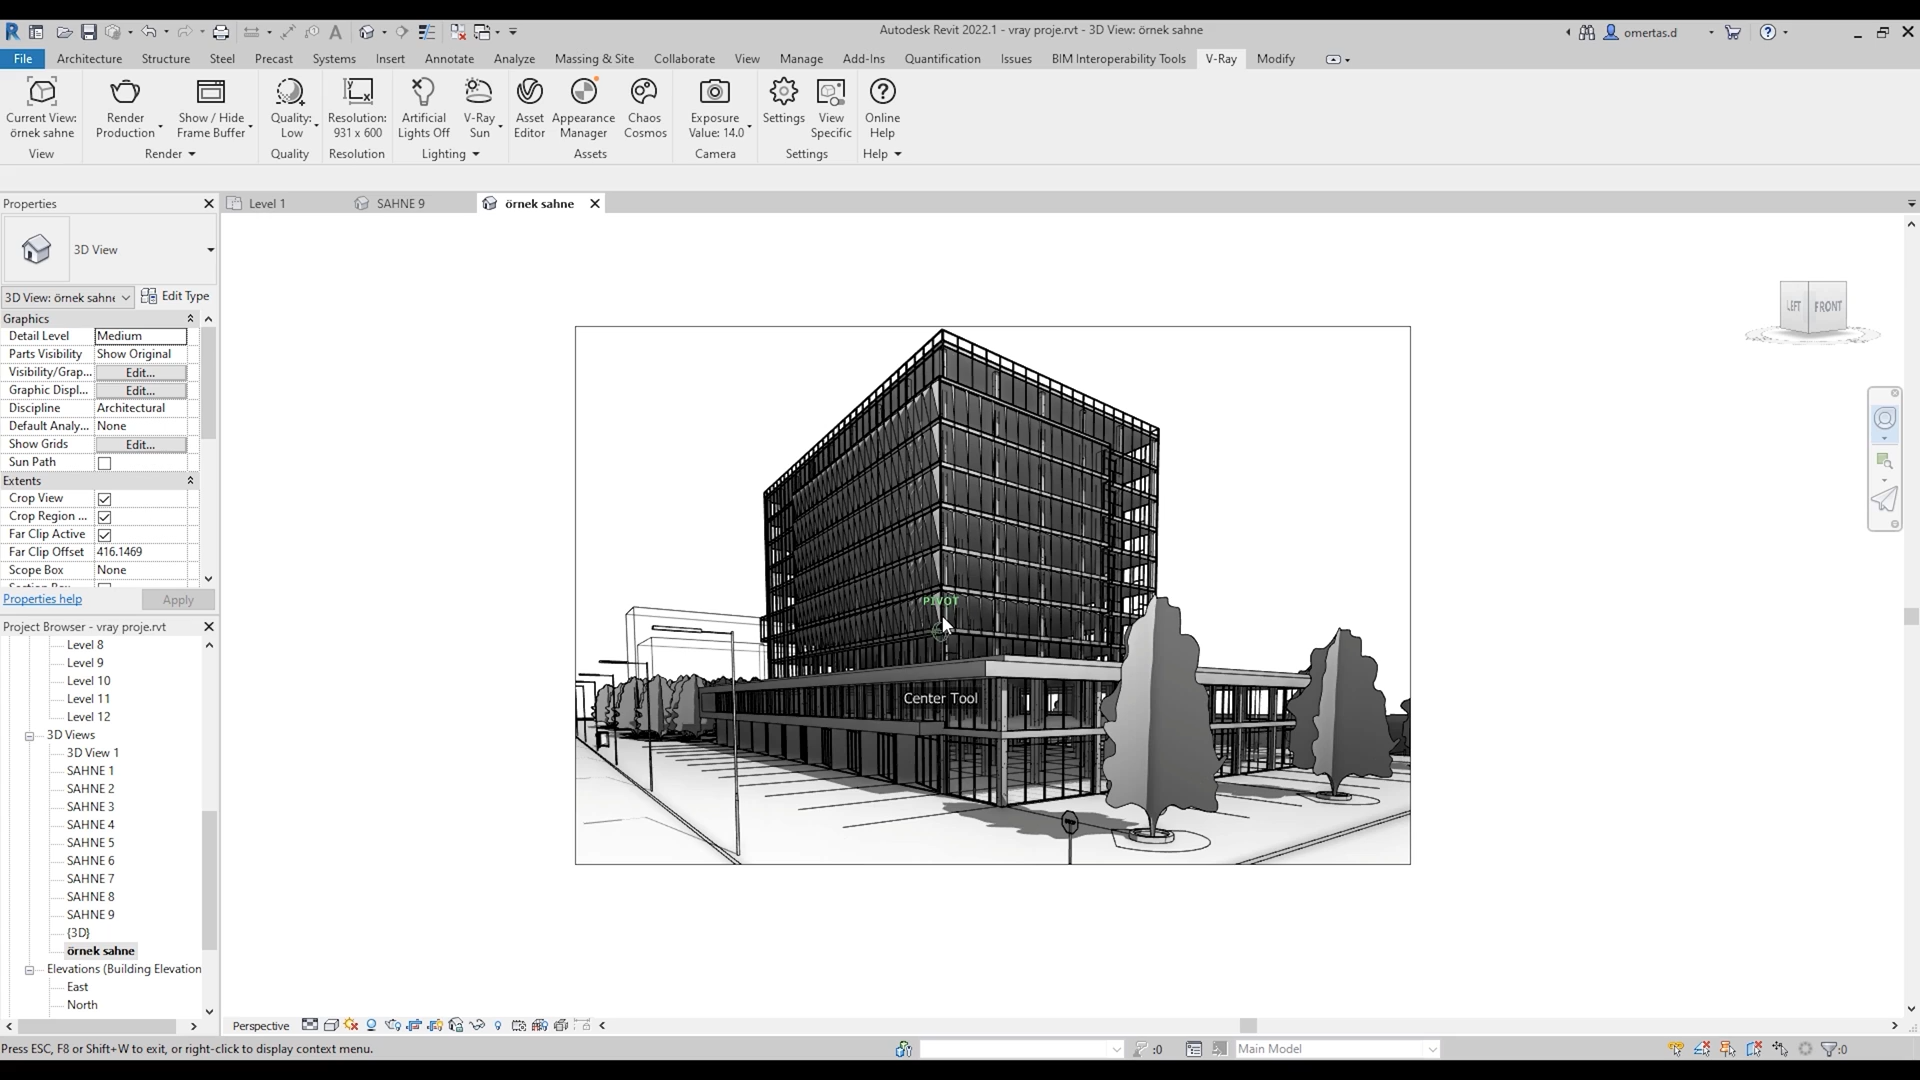 Autodesk Revit 2022.1 - vray proje.rvt - 3D View: örnek sahne
omertas.d
File Architecture Structure Steel Precast Systems Insert Annotate Analyze Massing & Site Collaborate View Manage Add-Ins Quantification Issues BIM Interoperability Tools V-Ray Modify
Current View: örnek sahne
Render Production
Show / Hide Frame Buffer
Quality: Low
Resolution: 931 x 600
Artificial Lights Off
V-Ray Sun
Asset Editor
Appearance Manager
Chaos Cosmos
Exposure Value: 14.0
Settings
View Specific
Online Help
View Render Quality Resolution Lighting Assets Camera Settings Help
Properties
Level 1
SAHNE 9
örnek sahne
3D View
3D View: örnek sahne
Edit Type
Graphics
Detail Level Medium
Parts Visibility Show Original
Visibility/Grap... Edit...
Graphic Displ... Edit...
Discipline Architectural
Default Analy... None
Show Grids Edit...
Sun Path
Extents
Crop View
Crop Region ...
Far Clip Active
Far Clip Offset 416.1469
Scope Box None
Properties help
Apply
Project Browser - vray proje.rvt
Level 8
Level 9
Level 10
Level 11
Level 12
3D Views
3D View 1
SAHNE 1
SAHNE 2
SAHNE 3
SAHNE 4
SAHNE 5
SAHNE 6
SAHNE 7
SAHNE 8
SAHNE 9
{3D}
örnek sahne
Elevations (Building Elevation
East
North
LEFT FRONT
PIVOT
Center Tool
Perspective
Press ESC, F8 or Shift+W to exit, or right-click to display context menu.
:0
Main Model
:0